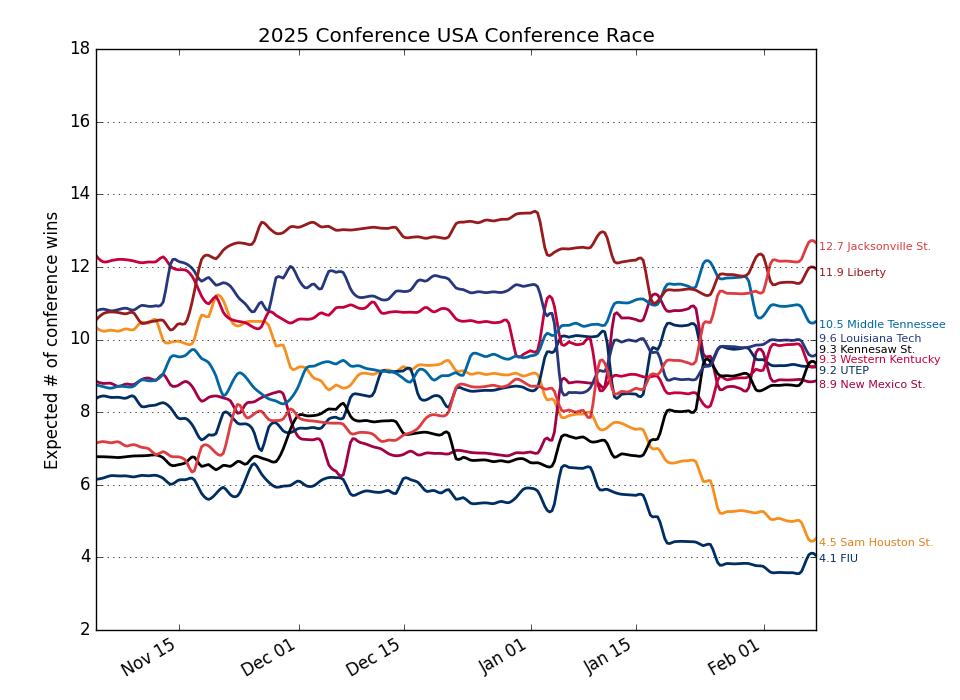 2025 Conference USA Conference Race
Expected # of conference wins
18
16
14
12
10
8
6
4
2
12.7 Jacksonville St.
11.9 Liberty
10.5 Middle Tennessee
9.6 Louisiana Tech
9.3 Kennesaw St.
9.3 Western Kentucky
9.2 UTEP
8.9 New Mexico St.
4.5 Sam Houston St.
4.1 FIU
Nov 15
Dec 01
Dec 15
Jan 01
Jan 15
Feb 01